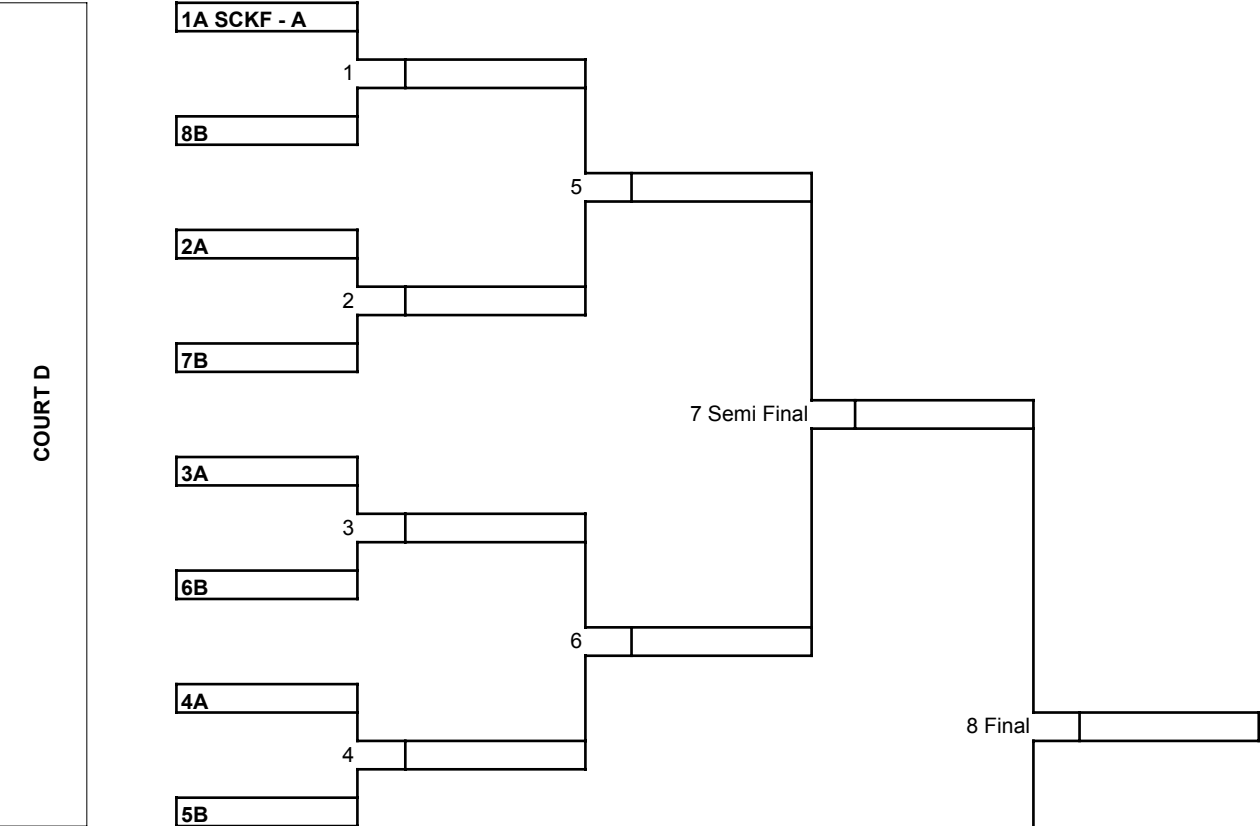 1A SCKF - A
1
8B
5
2A
2
7B
COURT D
7 Semi Final
3A
3
6B
6
4A
8 Final
4
5B